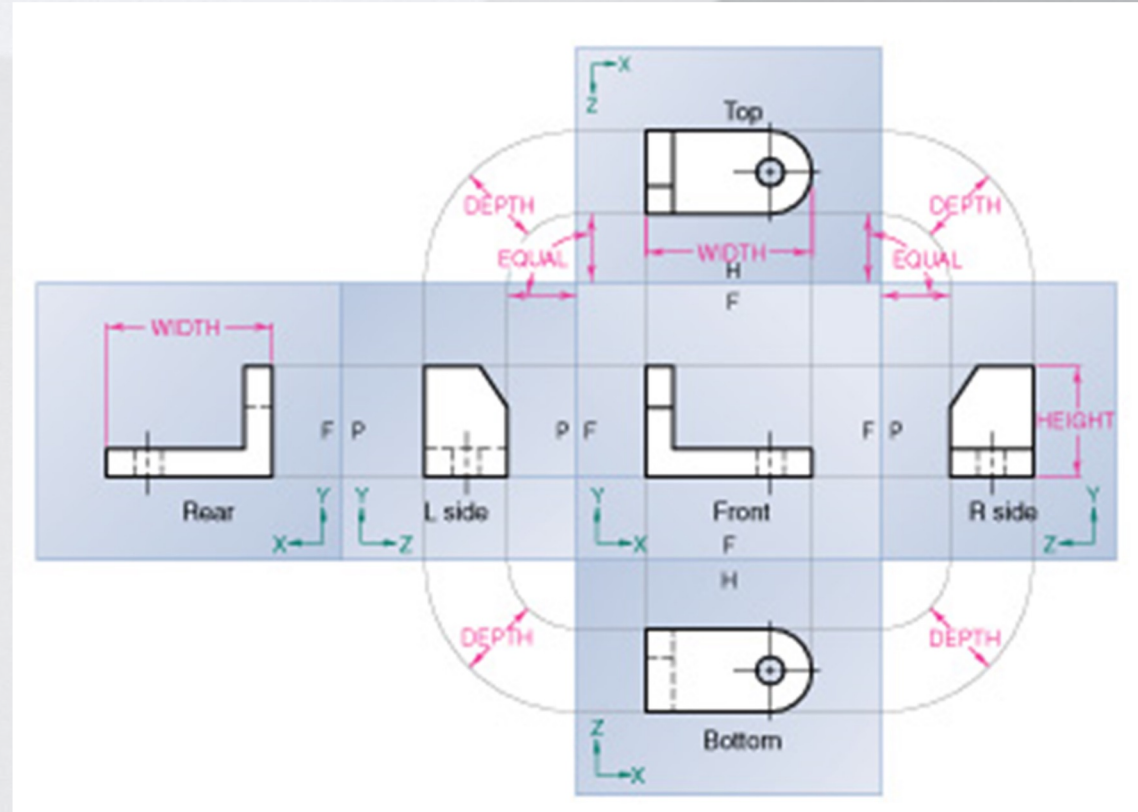 X
Z
Top
DEPTH
DEPTH
EQUAL
WIDTH
EQUAL
H
F
WIDTH
HEIGHT
F
P
P
F
F
P
Rear
L side
Front
R side
Y
Y
Y
Y
X
Z
X
Z
F
H
DEPTH
DEPTH
Z
Bottom
X